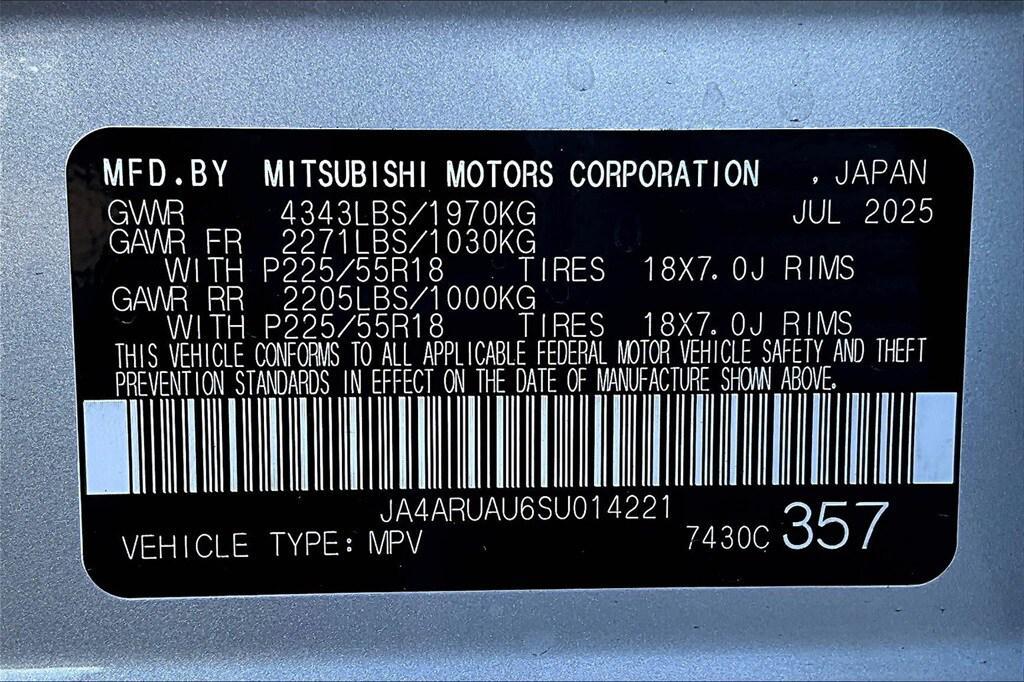 MFD.BY MITSUBISHI MOTORS CORPORATION , JAPAN
GVWR 4343LBS/1970KG JUL 2025
GAWR FR 2271LBS/1030KG
WITH P225/55R18 TIRES 18X7.0J RIMS
GAWR RR 2205LBS/1000KG
WITH P225/55R18 TIRES 18X7.0J RIMS
THIS VEHICLE CONFORMS TO ALL APPLICABLE FEDERAL MOTOR VEHICLE SAFETY AND THEFT
PREVENTION STANDARDS IN EFFECT ON THE DATE OF MANUFACTURE SHOWN ABOVE.
JA4ARUAU6SU014221
VEHICLE TYPE: MPV 7430C 357